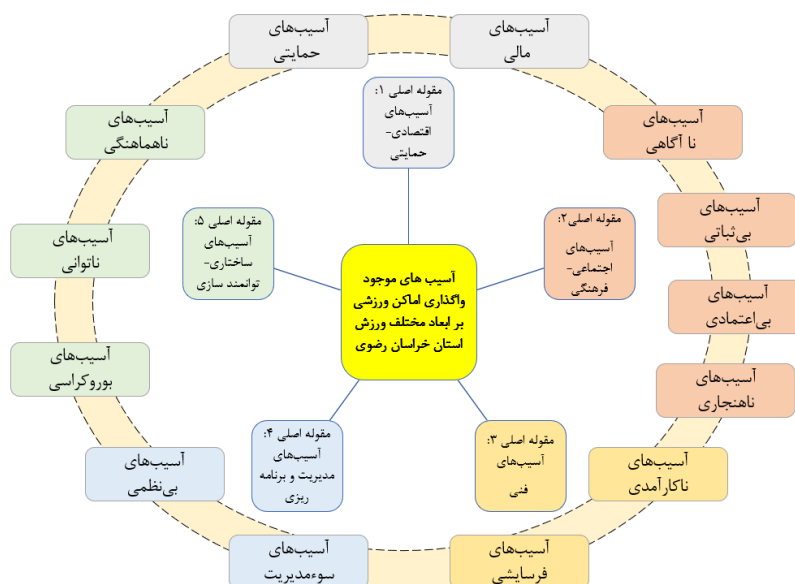 آسیب‌های
مالی
آسیب‌های
حمایتی
مقوله اصلی ۱:
آسیب‌های
اقتصادی-
حمایتی
آسیب‌های
نا آگاهی
آسیب‌های
ناهماهنگی
آسیب‌های
بی‌ثباتی
مقوله اصلی۲:
آسیب‌های
اجتماعی-
فرهنگی
مقوله اصلی ۵:
آسیب‌های
ساختاری-
توانمند سازی
آسیب‌های
ناتوانی
آسیب های موجود
واگذاری اماکن ورزشی
بر ابعاد مختلف ورزش
استان خراسان رضوی
آسیب‌های
بی‌اعتمادی
آسیب‌های
بوروکراسی
آسیب‌های
ناهنجاری
مقوله اصلی ۳:
آسیب‌های
فنی
مقوله اصلی ۴:
آسیب‌های
مدیریت و برنامه
ریزی
آسیب‌های
ناکارآمدی
آسیب‌های
بی‌نظمی
آسیب‌های
فرسایشی
آسیب‌های
سوءمدیریت